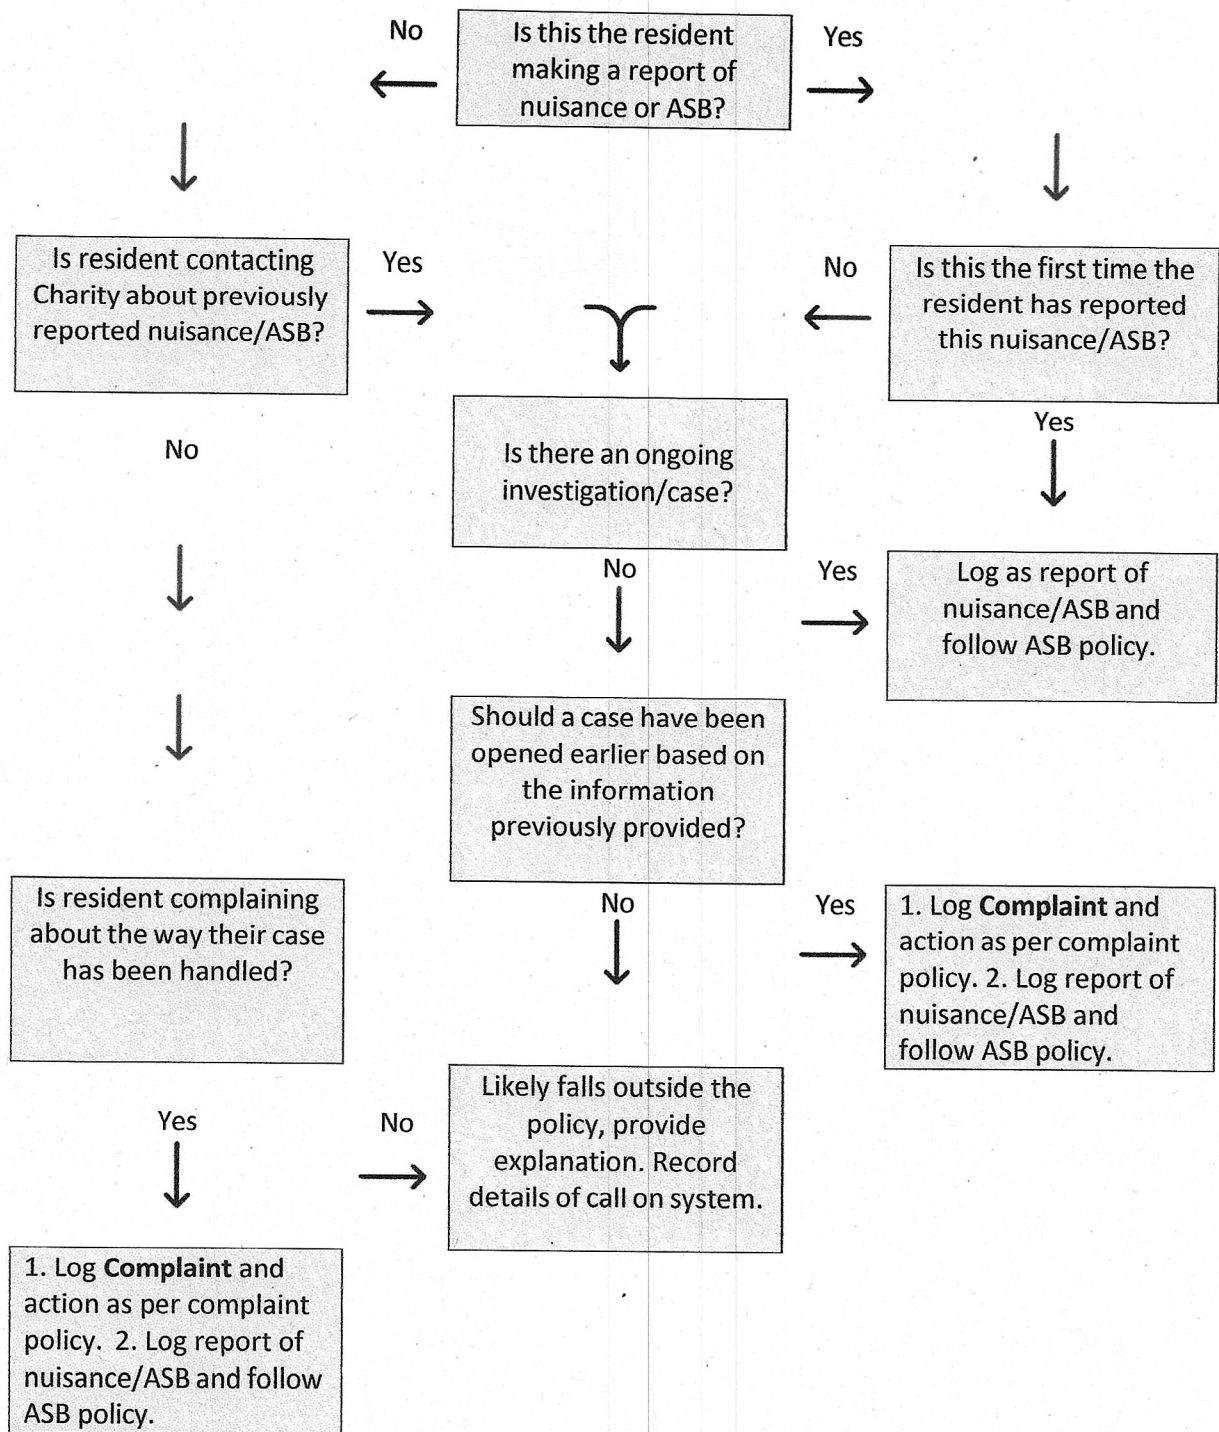 No
Is this the resident
making a report of
nuisance or ASB?
Yes
Is resident contacting
Charity about previously
reported nuisance/ASB?
Yes
No
Is this the first time the
resident has reported
this nuisance/ASB?
No
Is there an ongoing
investigation/case?
Yes
No
Yes
Log as report of
nuisance/ASB and
follow ASB policy.
Should a case have been
opened earlier based on
the information
previously provided?
Is resident complaining
about the way their case
has been handled?
No
Yes
1. Log Complaint and
action as per complaint
policy. 2. Log report of
nuisance/ASB and
follow ASB policy.
Yes
No
Likely falls outside the
policy, provide
explanation. Record
details of call on system.
1. Log Complaint and
action as per complaint
policy. 2. Log report of
nuisance/ASB and follow
ASB policy.